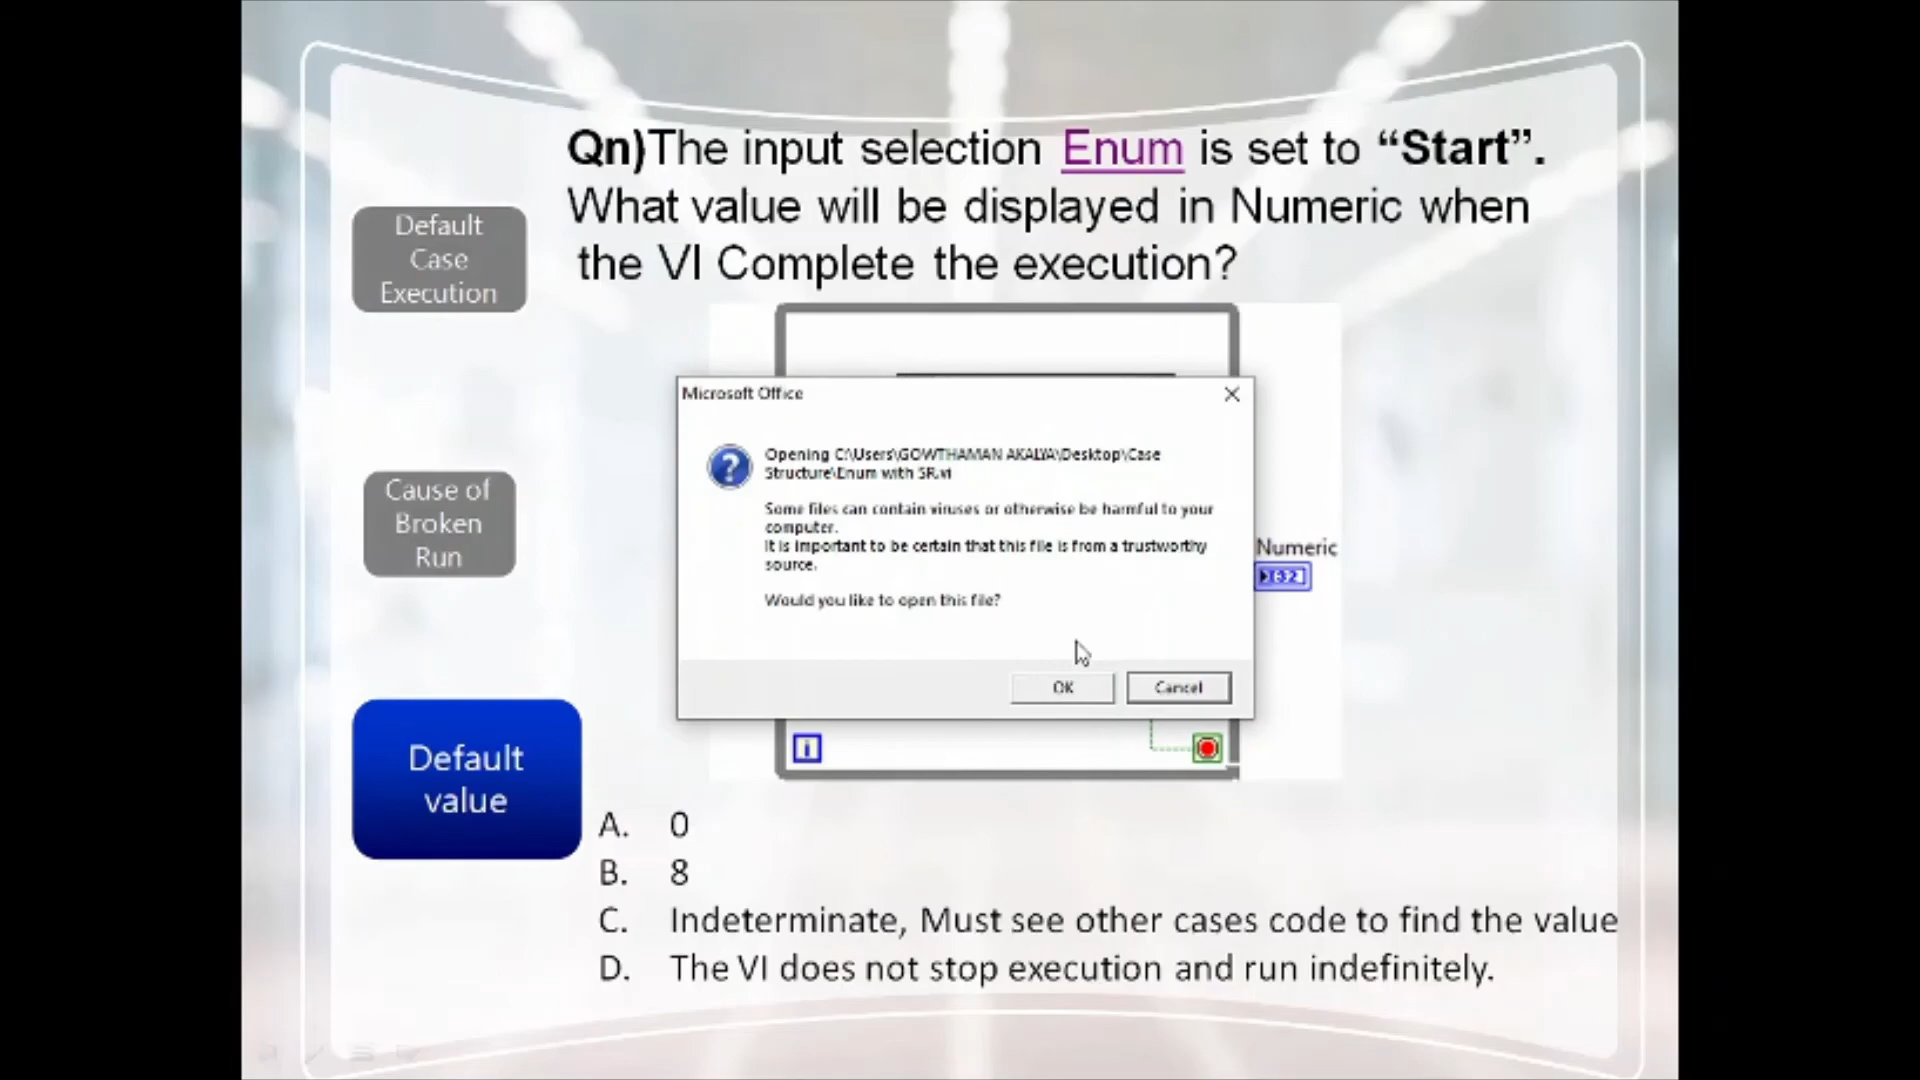 Qn)The input selection Enum is set to “Start”.
What value will be displayed in Numeric when
the VI Complete the execution?
Default
Case
Execution
Cause of
Broken
Run
Default
value
Microsoft Office
Opening C:\Users\GOWTHAMAN AKALYA\Desktop\Case
Structure\Enum with SR.vi
Some files can contain viruses or otherwise be harmful to your
computer.
It is important to be certain that this file is from a trustworthy
source.
Would you like to open this file?
OK
Cancel
Numeric
i
A. 0
B. 8
C. Indeterminate, Must see other cases code to find the value
D. The VI does not stop execution and run indefinitely.